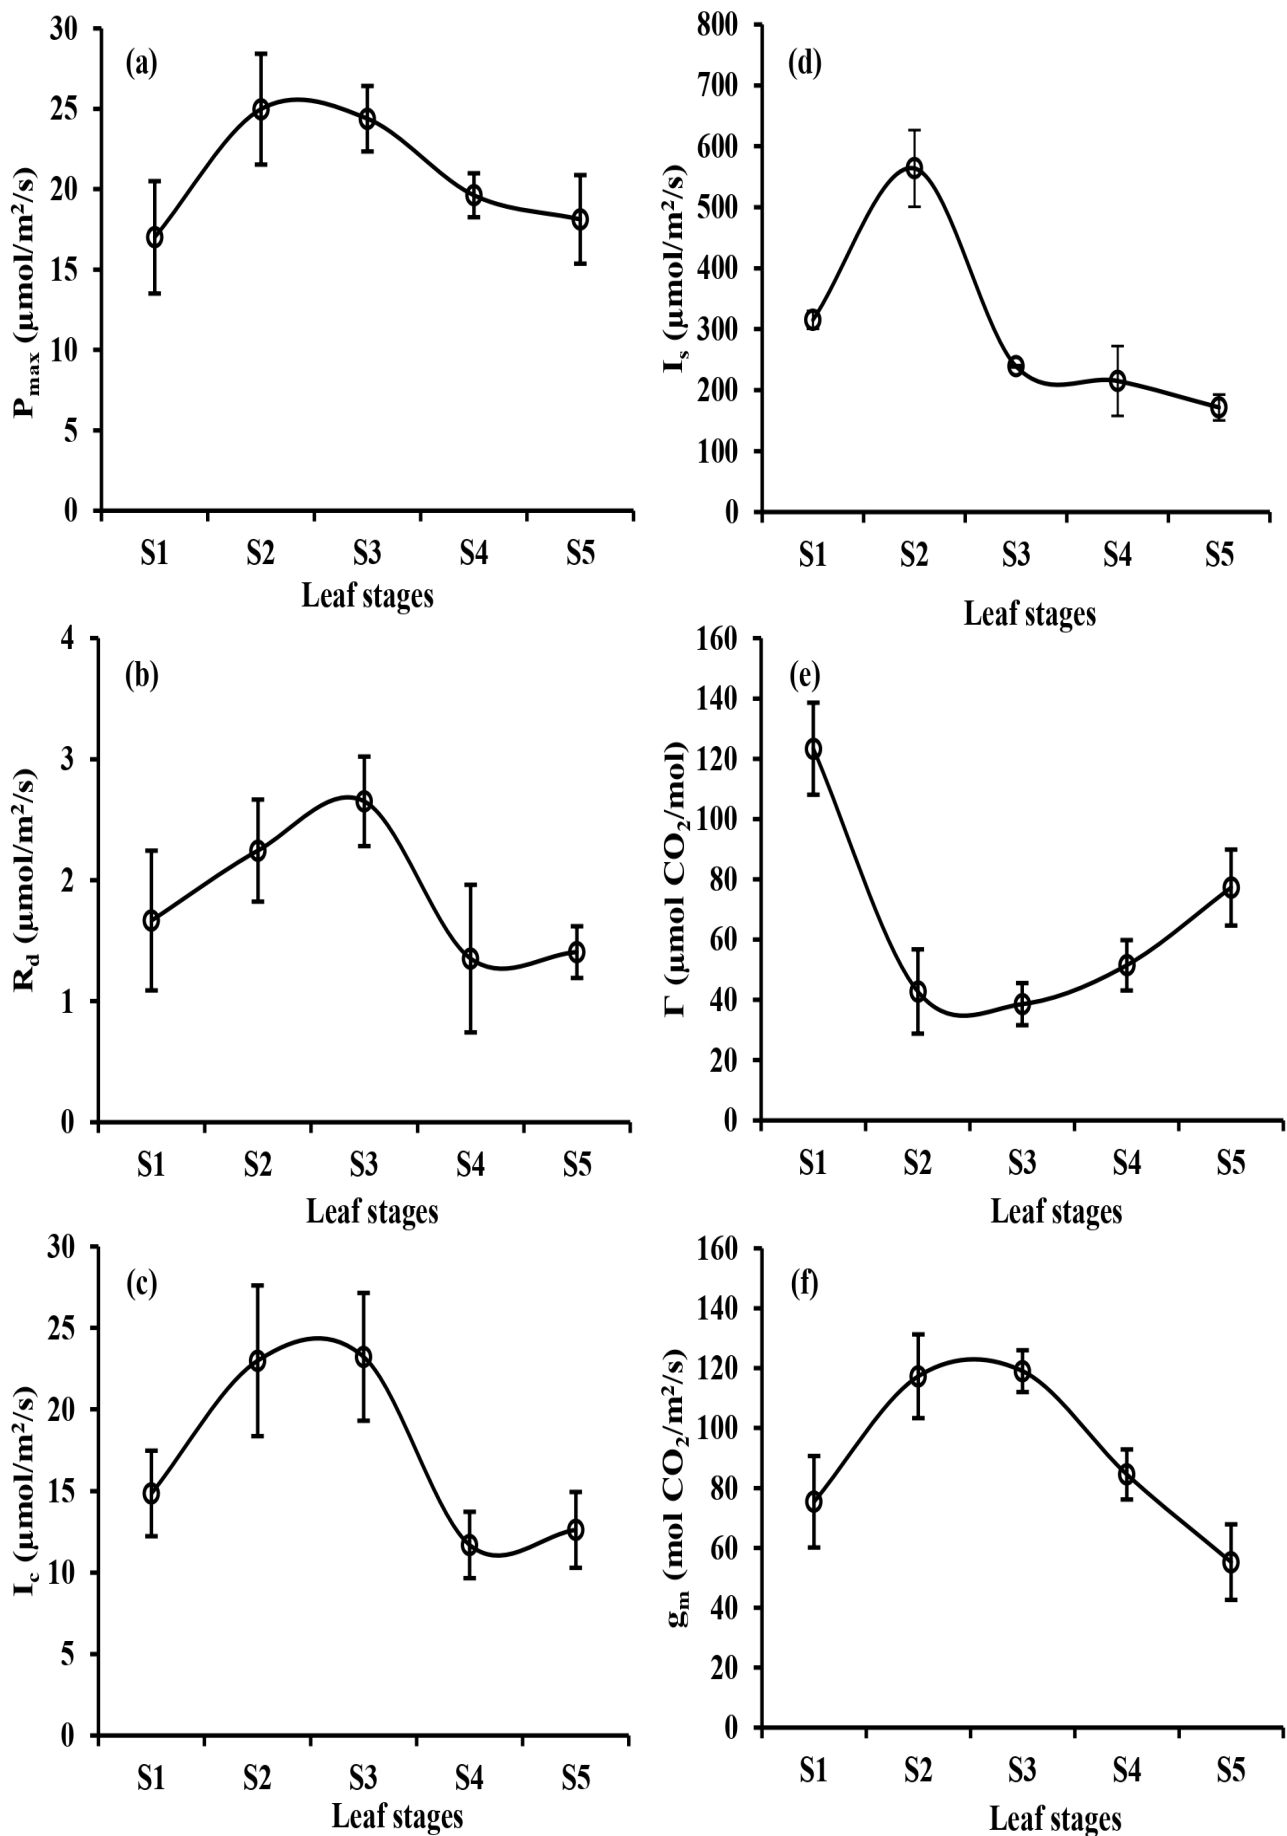 (a)
P_max (μmol/m²/s)
30
25
20
15
10
5
0
S1 S2 S3 S4 S5
Leaf stages
(d)
I_s (μmol/m²/s)
800
700
600
500
400
300
200
100
0
S1 S2 S3 S4 S5
Leaf stages
(b)
R_d (μmol/m²/s)
4
3
2
1
0
S1 S2 S3 S4 S5
Leaf stages
(e)
Γ (μmol CO₂/mol)
160
140
120
100
80
60
40
20
0
S1 S2 S3 S4 S5
Leaf stages
(c)
I_c (μmol/m²/s)
30
25
20
15
10
5
0
S1 S2 S3 S4 S5
Leaf stages
(f)
g_m (mol CO₂/m²/s)
160
140
120
100
80
60
40
20
0
S1 S2 S3 S4 S5
Leaf stages